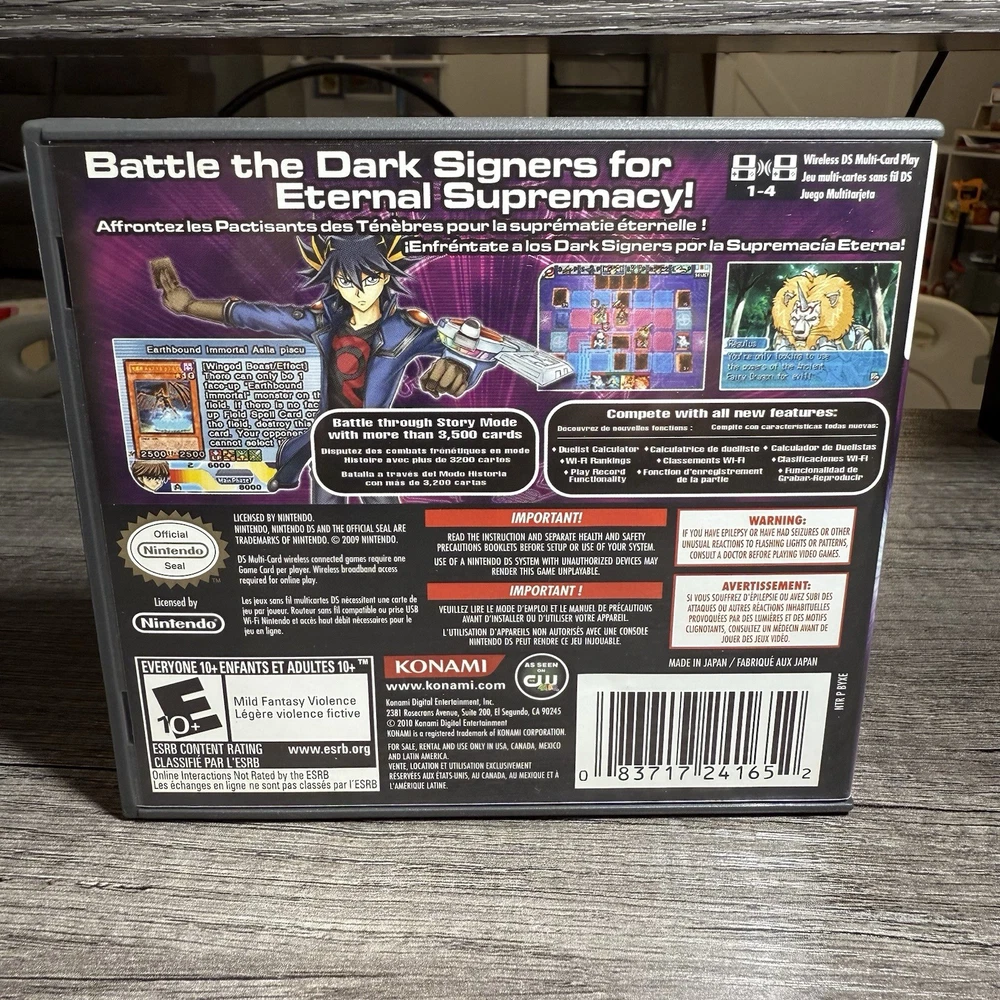 Battle the Dark Signers for
Eternal Supremacy!
Affrontez les Pactisants des Ténèbres pour la suprématie éternelle !
¡Enfréntate a los Dark Signers por la Supremacía Eterna!
1-4
Wireless DS Multi-Card Play
Jeu multi-cartes sans fil DS
Juego Multitarjeta
Earthbound Immortal Aslla piscu
[Winged Beast/Effect]
There can only be 1
face-up "Earthbound
Immortal" monster on th
field. If there is no fac
up Field Spell Card on
the field, destroy this
card. Your opponent
cannot select
2500 2500
6000
Main Phase1
8000
Regulus
You're only looking to use
the powers of the Ancient
Fairy Dragon for evil!
Battle through Story Mode
with more than 3,500 cards
Disputez des combats frénétiques en mode
Histoire avec plus de 3200 cartes
Batalla a través del Modo Historia
con más de 3,200 cartas
Compete with all new features:
Découvrez de nouvelles fonctions :
Compite con características todas nuevas:
• Duelist Calculator
• Wi-Fi Rankings
• Play Record
Functionality
• Calculatrice de duelliste
• Classements Wi-Fi
• Fonction d'enregistrement
de la partie
• Calculador de Duelistas
• Clasificaciones Wi-Fi
• Funcionalidad de
Grabar-Reproducir
Official
Nintendo
Seal
TM
Licensed by
Nintendo
LICENSED BY NINTENDO.
NINTENDO, NINTENDO DS AND THE OFFICIAL SEAL ARE
TRADEMARKS OF NINTENDO. © 2009 NINTENDO.
DS Multi-Card wireless connected games require one
Game Card per player. Wireless broadband access
required for online play.
Les jeux sans fil multicartes DS nécessitent une carte de
jeu par joueur. Routeur sans fil compatible ou prise USB
Wi-Fi Nintendo et accès haut débit nécessaires pour le
jeu en ligne.
IMPORTANT!
READ THE INSTRUCTION AND SEPARATE HEALTH AND SAFETY
PRECAUTIONS BOOKLETS BEFORE SETUP OR USE OF YOUR SYSTEM.
USE OF A NINTENDO DS SYSTEM WITH UNAUTHORIZED DEVICES MAY
RENDER THIS GAME UNPLAYABLE.
IMPORTANT !
VEUILLEZ LIRE LE MODE D'EMPLOI ET LE MANUEL DE PRÉCAUTIONS
AVANT D'INSTALLER OU D'UTILISER VOTRE APPAREIL.
L'UTILISATION D'APPAREILS NON AUTORISÉS AVEC UNE CONSOLE
NINTENDO DS PEUT RENDRE CE JEU INJOUABLE.
WARNING:
IF YOU HAVE EPILEPSY OR HAVE HAD SEIZURES OR OTHER
UNUSUAL REACTIONS TO FLASHING LIGHTS OR PATTERNS,
CONSULT A DOCTOR BEFORE PLAYING VIDEO GAMES.
AVERTISSEMENT:
SI VOUS SOUFFREZ D'ÉPILEPSIE OU AVEZ SUBI DES
ATTAQUES OU AUTRES RÉACTIONS INHABITUELLES
PROVOQUÉES PAR DES LUMIÈRES ET DES MOTIFS
CLIGNOTANTS, CONSULTEZ UN MÉDECIN AVANT DE
JOUER DES JEUX VIDÉO.
MADE IN JAPAN / FABRIQUÉ AUX JAPON
NTR P BYXE
EVERYONE 10+ ENFANTS ET ADULTES 10+ ™
E
10+
Mild Fantasy Violence
Légère violence fictive
ESRB CONTENT RATING
www.esrb.org
CLASSIFIÉ PAR L'ESRB
Online Interactions Not Rated by the ESRB
Les échanges en ligne ne sont pas classés par l'ESRB
KONAMI
www.konami.com
AS SEEN
ON
CW
Konami Digital Entertainment, Inc.
2381 Rosecrans Avenue, Suite 200, El Segundo, CA 90245
© 2010 Konami Digital Entertainment
KONAMI is a registered trademark of KONAMI CORPORATION.
FOR SALE, RENTAL AND USE ONLY IN USA, CANADA, MEXICO
AND LATIN AMERICA.
VENTE, LOCATION ET UTILISATION EXCLUSIVEMENT
RÉSERVÉES AUX ÉTATS-UNIS, AU CANADA, AU MEXIQUE ET À
L'AMÉRIQUE LATINE.
0 83717 24165 2